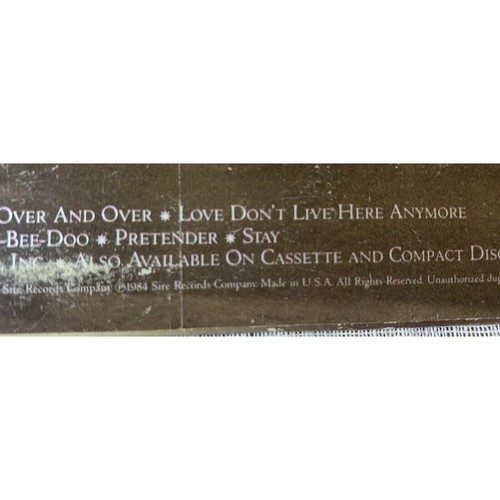 OVER AND OVER * LOVE DON'T LIVE HERE ANYMORE
-BEE-DOO * PRETENDER * STAY
INC. * ALSO AVAILABLE ON CASSETTE AND COMPACT DISC
Sire Records Company. ℗1984 Sire Records Company. Made in U.S.A. All Rights Reserved. Unauthorized dup